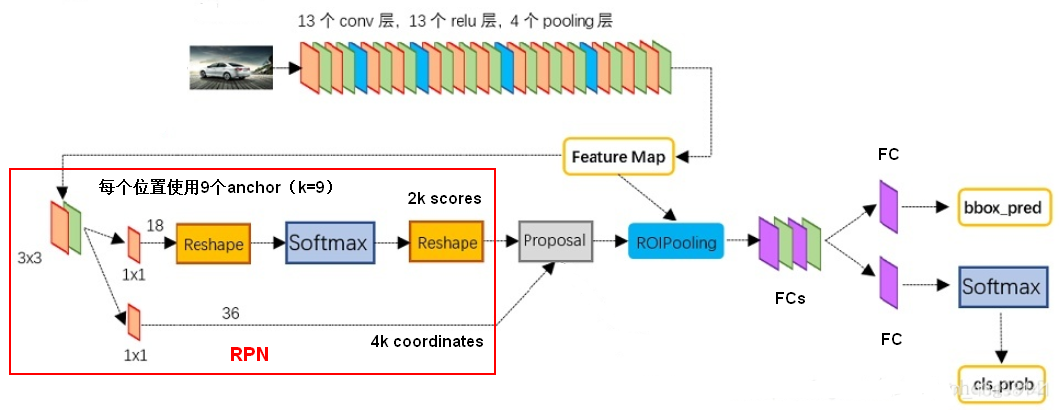 13 个 conv 层，13 个 relu 层，4 个 pooling 层
Feature Map
每个位置使用9个anchor（k=9）
2k scores
3x3
18
1x1
Reshape
Softmax
Reshape
Proposal
ROIPooling
FCs
FC
bbox_pred
FC
Softmax
cls_prob
36
1x1
4k coordinates
RPN